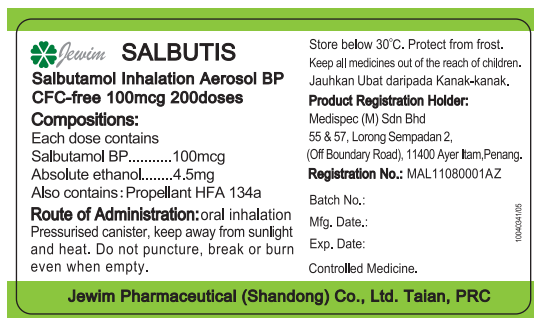 Jewim SALBUTIS
Salbutamol Inhalation Aerosol BP
CFC-free 100mcg 200doses
Compositions:
Each dose contains
Salbutamol BP...........100mcg
Absolute ethanol........4.5mg
Also contains: Propellant HFA 134a
Route of Administration: oral inhalation
Pressurised canister, keep away from sunlight
and heat. Do not puncture, break or burn
even when empty.
Store below 30°C. Protect from frost.
Keep all medicines out of the reach of children.
Jauhkan Ubat daripada Kanak-kanak.
Product Registration Holder:
Medispec (M) Sdn Bhd
55 & 57, Lorong Sempadan 2,
(Off Boundary Road), 11400 Ayer Itam,Penang.
Registration No.: MAL11080001AZ
Batch No.:
Mfg. Date.:
Exp. Date:
Controlled Medicine.
10040341/05
Jewim Pharmaceutical (Shandong) Co., Ltd. Taian, PRC